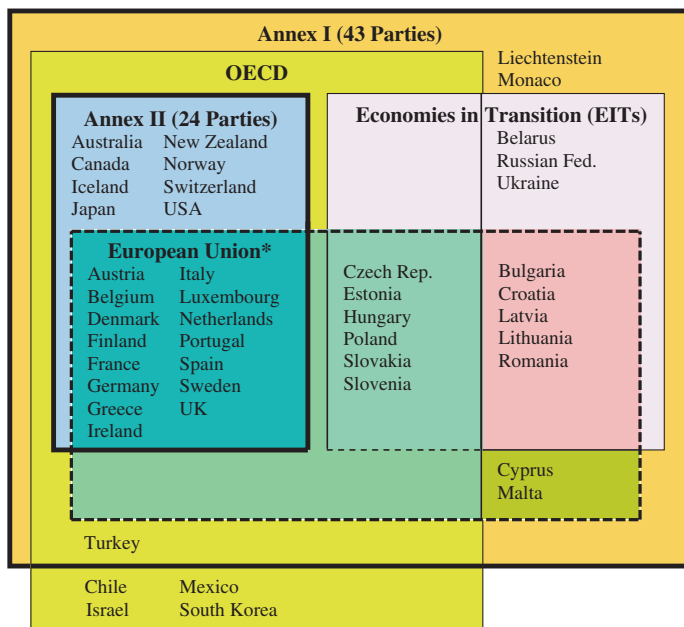 Annex I (43 Parties)
OECD
Liechtenstein
Monaco
Annex II (24 Parties)
Australia New Zealand
Canada Norway
Iceland Switzerland
Japan USA
Economies in Transition (EITs)
Belarus
Russian Fed.
Ukraine
European Union*
Austria Italy
Belgium Luxembourg
Denmark Netherlands
Finland Portugal
France Spain
Germany Sweden
Greece UK
Ireland
Czech Rep.
Estonia
Hungary
Poland
Slovakia
Slovenia
Bulgaria
Croatia
Latvia
Lithuania
Romania
Cyprus
Malta
Turkey
Chile Mexico
Israel South Korea